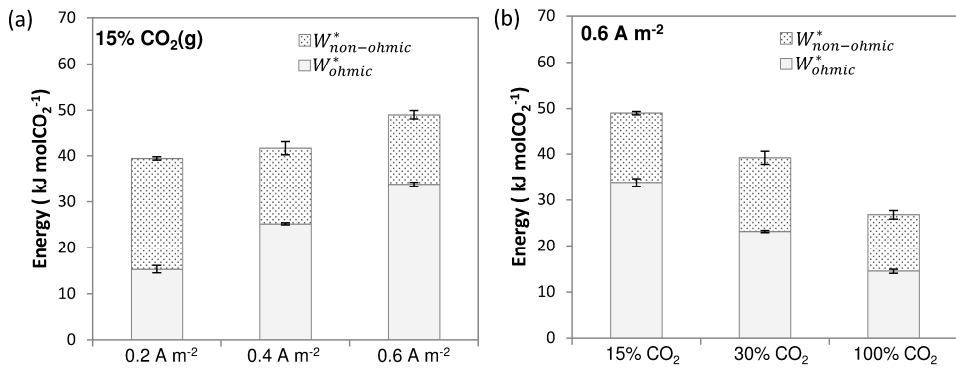 (a)
15% CO₂(g)
W*non−ohmic
W*ohmic
Energy ( kJ molCO₂⁻¹)
70
60
50
40
30
20
10
0
0.2 A m⁻² 0.4 A m⁻² 0.6 A m⁻²
(b)
0.6 A m⁻²
W*non−ohmic
W*ohmic
Energy ( kJ molCO₂⁻¹)
70
60
50
40
30
20
10
0
15% CO₂ 30% CO₂ 100% CO₂